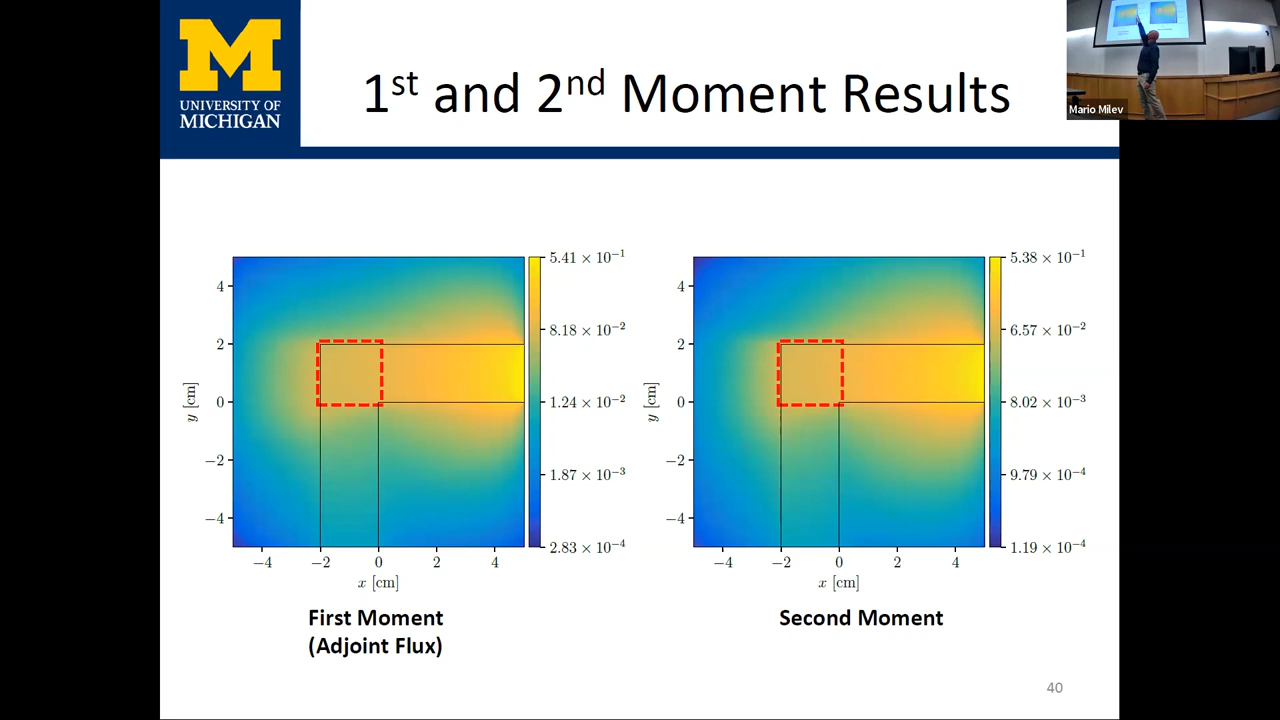 M
UNIVERSITY OF
MICHIGAN
1st and 2nd Moment Results
Mario Milev
4
2
0
−2
−4
y [cm]
−4 −2 0 2 4
x [cm]
5.41 × 10⁻¹
8.18 × 10⁻²
1.24 × 10⁻²
1.87 × 10⁻³
2.83 × 10⁻⁴
First Moment
(Adjoint Flux)
4
2
0
−2
−4
y [cm]
−4 −2 0 2 4
x [cm]
5.38 × 10⁻¹
6.57 × 10⁻²
8.02 × 10⁻³
9.79 × 10⁻⁴
1.19 × 10⁻⁴
Second Moment
40